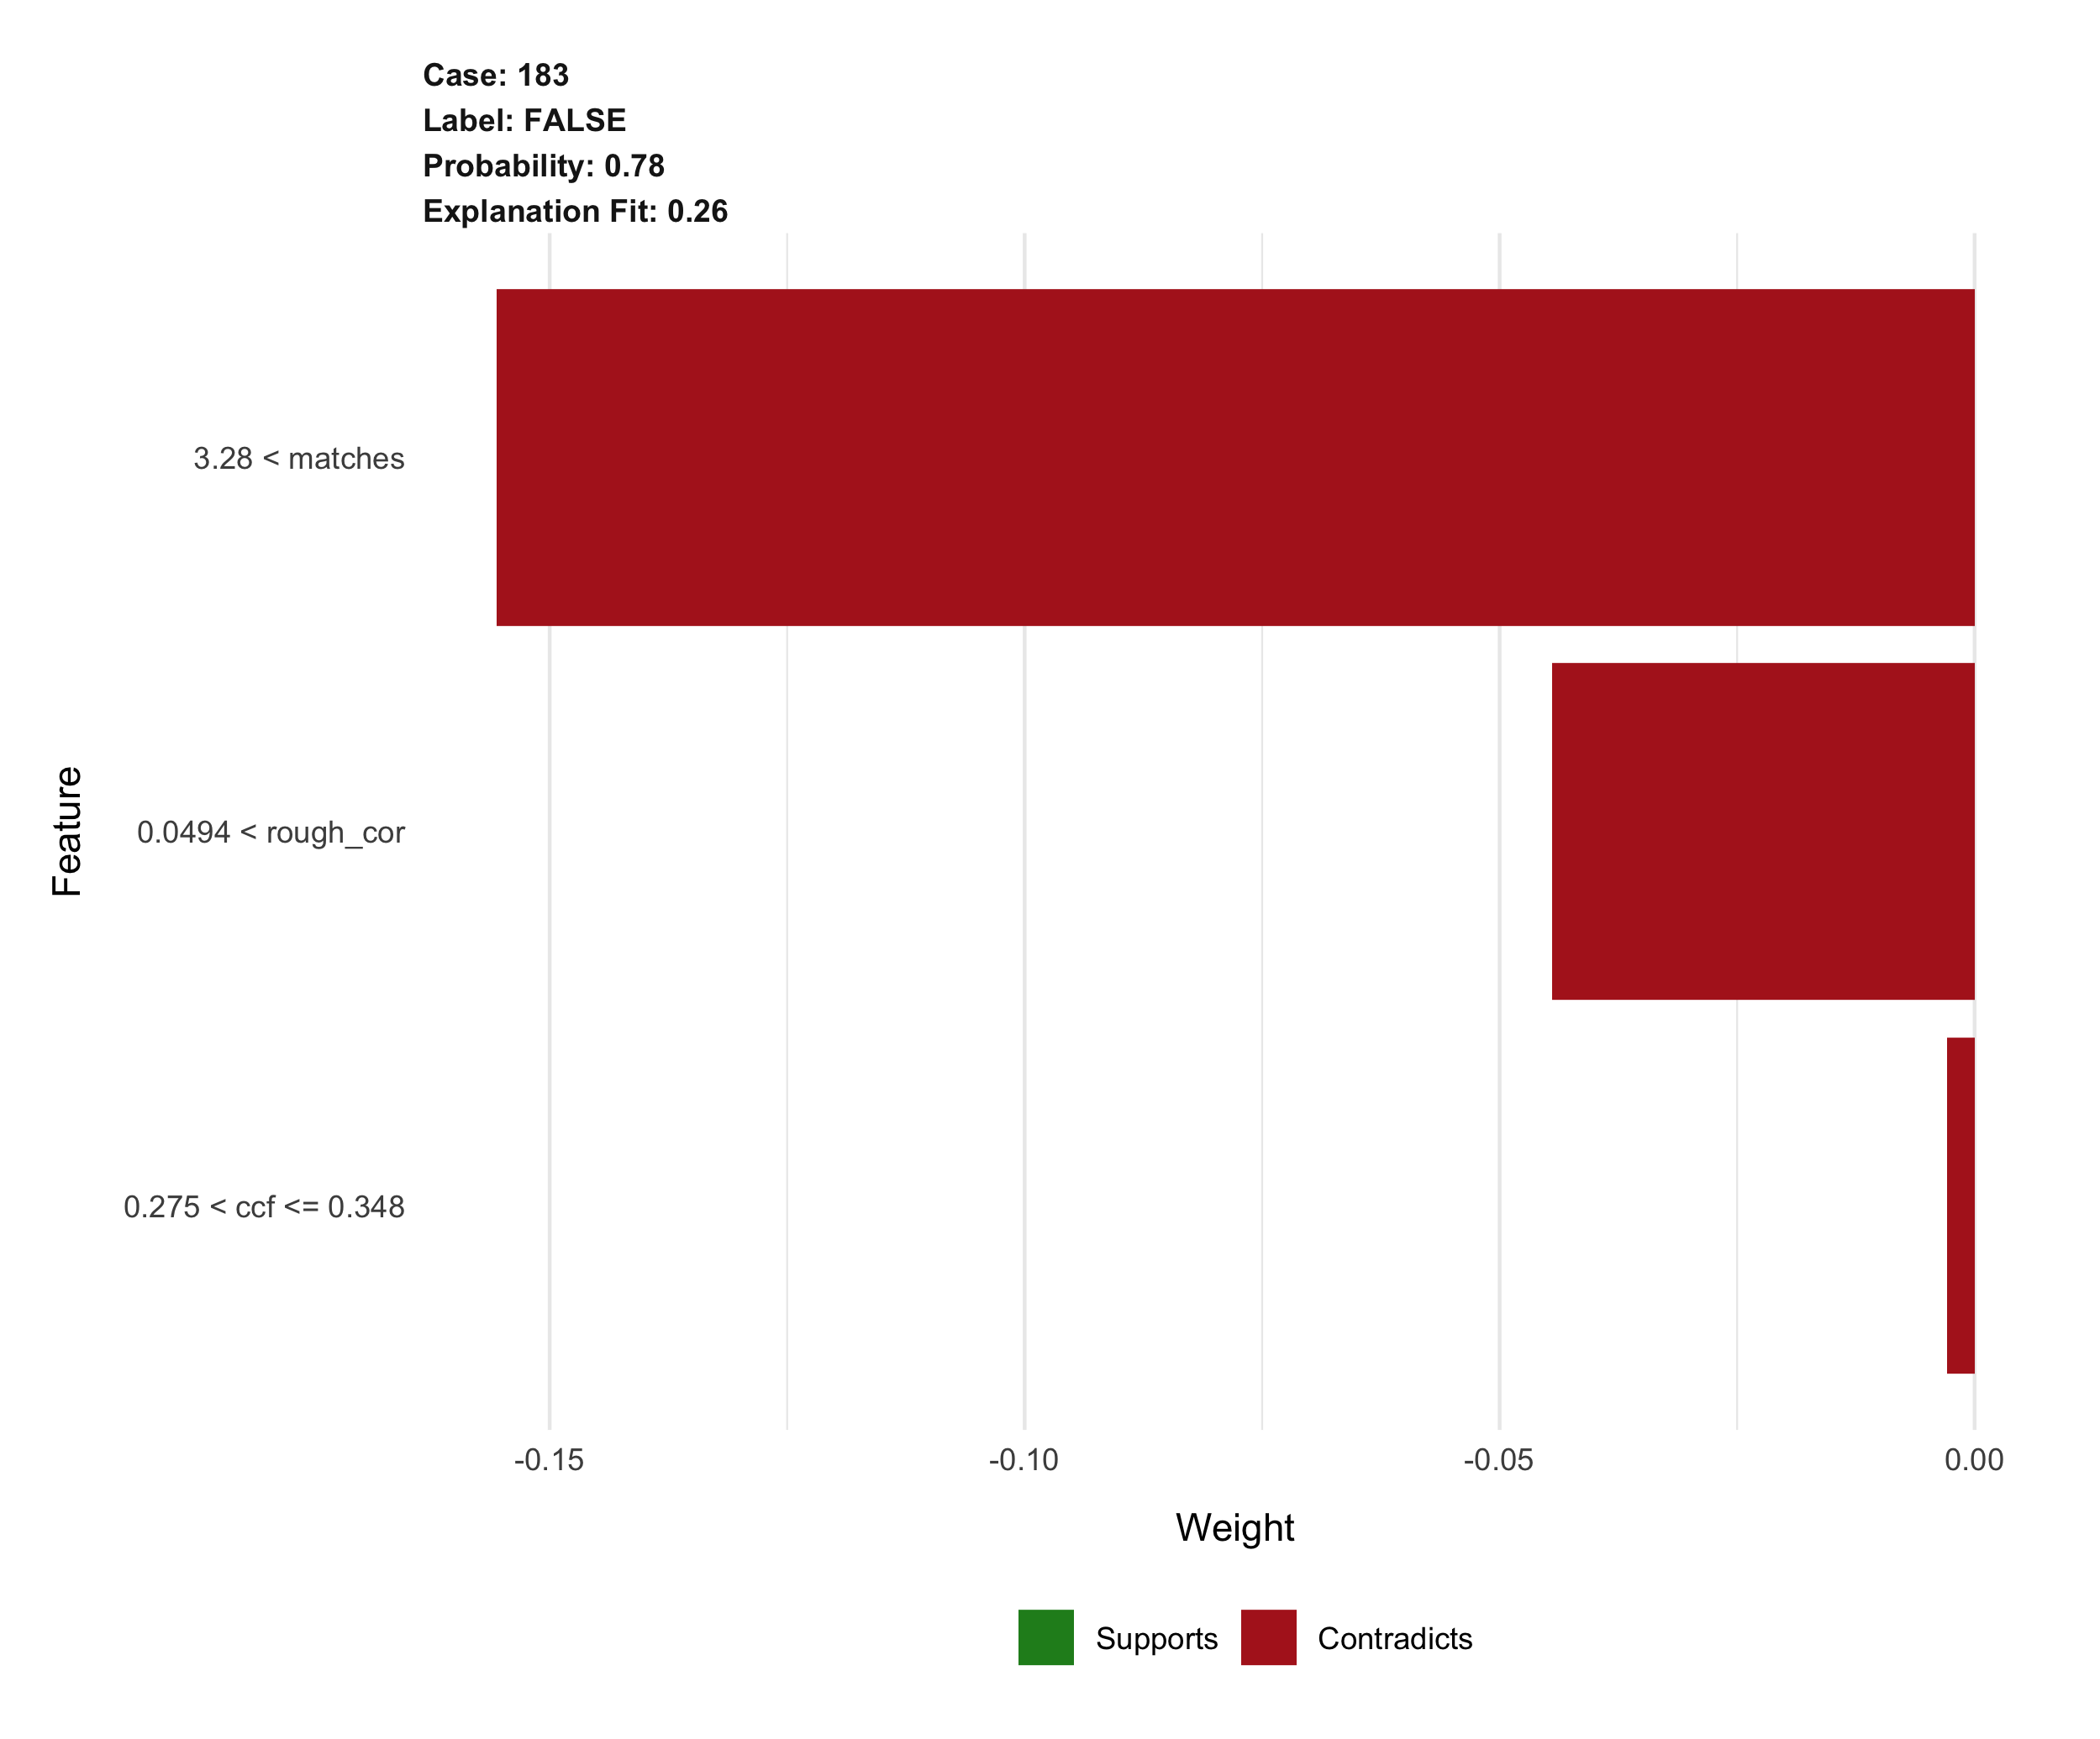 Case: 183
Label: FALSE
Probability: 0.78
Explanation Fit: 0.26
3.28 < matches
0.0494 < rough_cor
0.275 < ccf <= 0.348
Feature
-0.15 -0.10 -0.05 0.00
Weight
Supports Contradicts